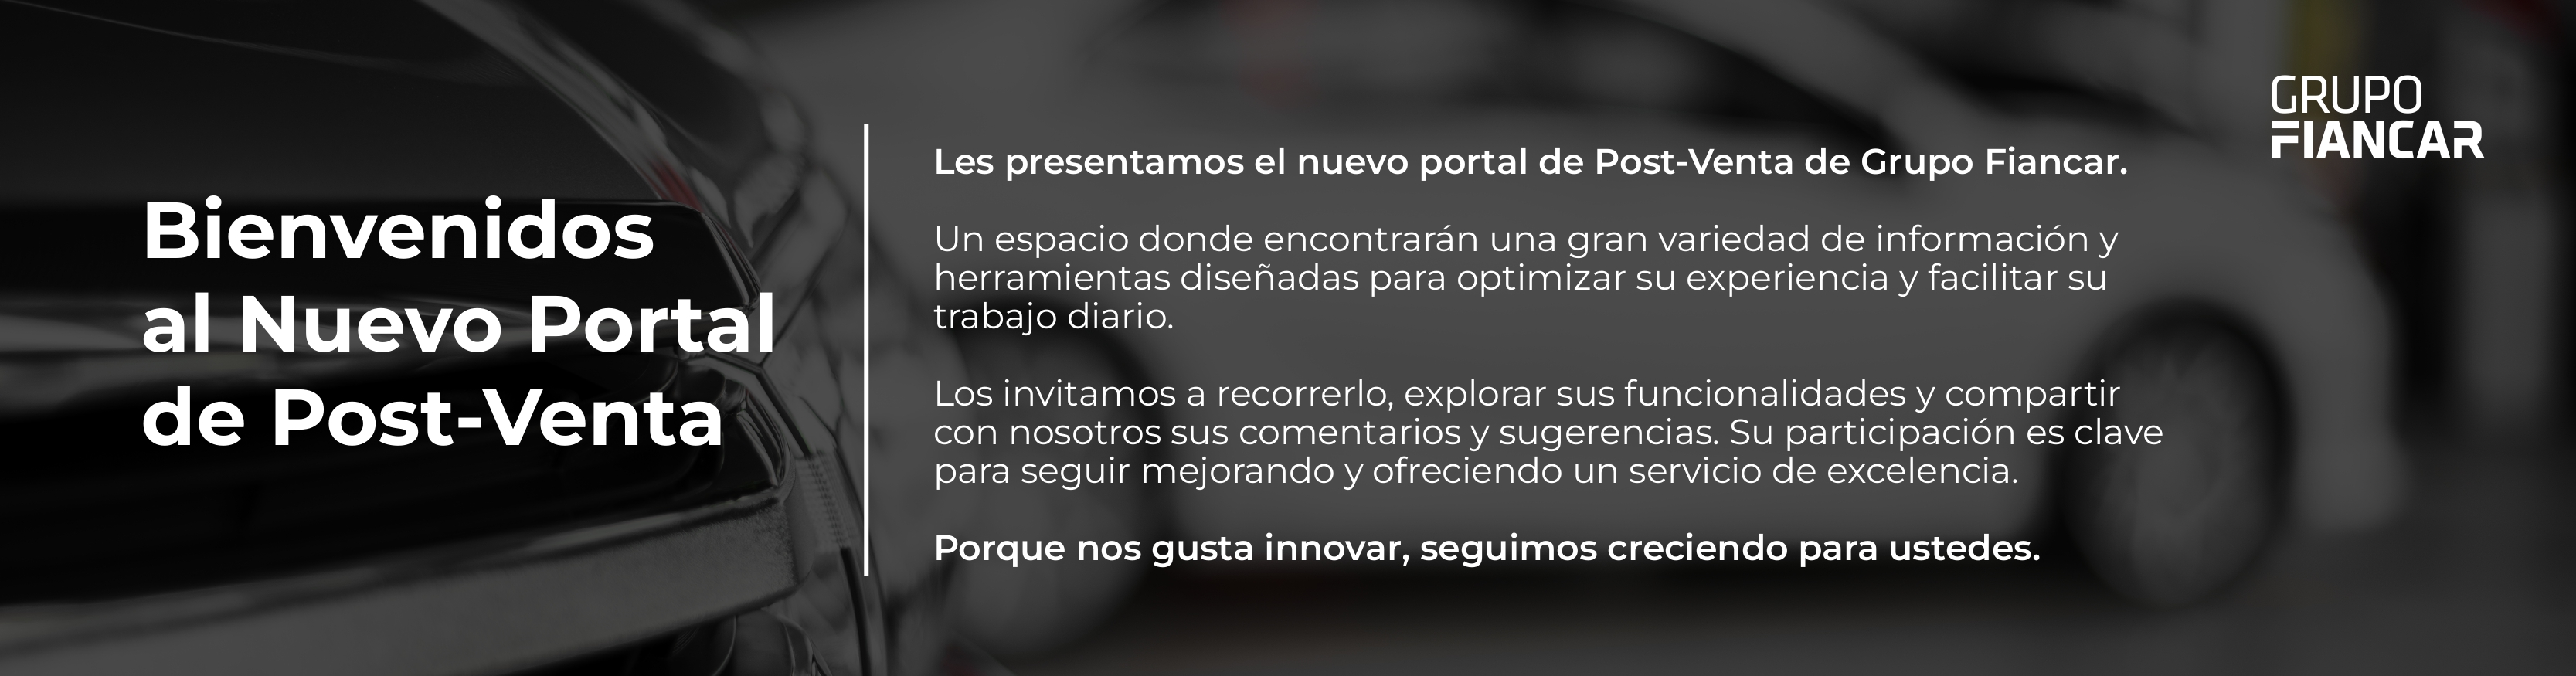 Bienvenidos
al Nuevo Portal
de Post-Venta
Les presentamos el nuevo portal de Post-Venta de Grupo Fiancar.
Un espacio donde encontrarán una gran variedad de información y
herramientas diseñadas para optimizar su experiencia y facilitar su
trabajo diario.
Los invitamos a recorrerlo, explorar sus funcionalidades y compartir
con nosotros sus comentarios y sugerencias. Su participación es clave
para seguir mejorando y ofreciendo un servicio de excelencia.
Porque nos gusta innovar, seguimos creciendo para ustedes.
GRUPO
FIANCAR